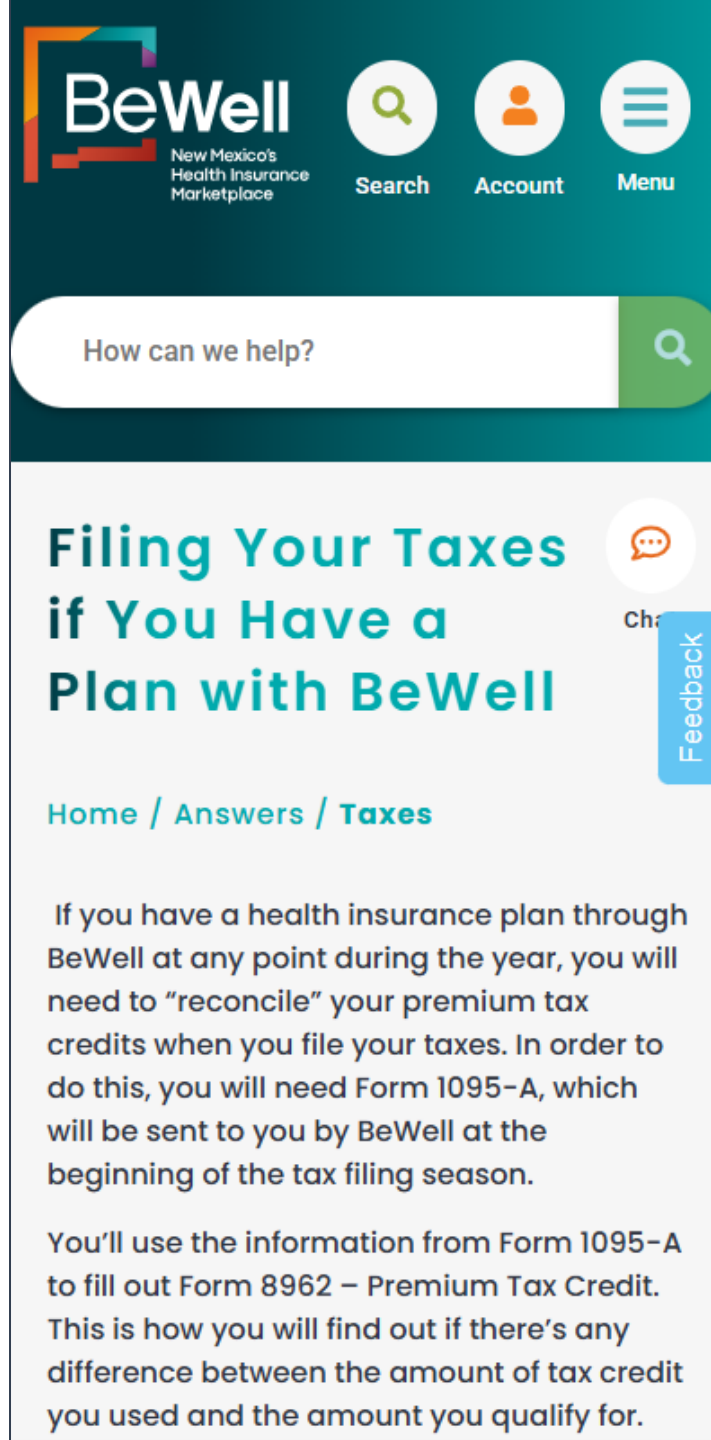 BeWell
New Mexico's
Health Insurance
Marketplace
Search
Account
Menu
How can we help?
Filing Your Taxes
if You Have a
Plan with BeWell
Feedback
Home / Answers / Taxes
If you have a health insurance plan through
BeWell at any point during the year, you will
need to “reconcile” your premium tax
credits when you file your taxes. In order to
do this, you will need Form 1095-A, which
will be sent to you by BeWell at the
beginning of the tax filing season.
You’ll use the information from Form 1095-A
to fill out Form 8962 – Premium Tax Credit.
This is how you will find out if there’s any
difference between the amount of tax credit
you used and the amount you qualify for.